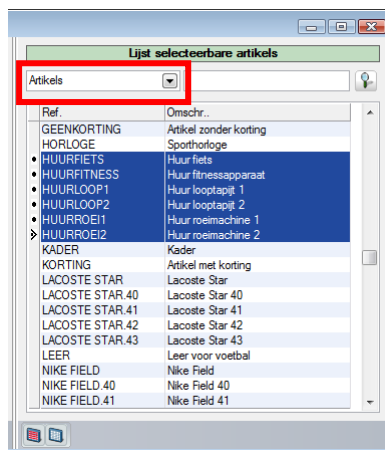 Lijst selecteerbare artikels
Artikels
Ref. Omschr..
GEENKORTING Artikel zonder korting
HORLOGE Sporthorloge
HUURFIETS Huur fiets
HUURFITNESS Huur fitnessapparaat
HUURLOOP1 Huur looptapijt 1
HUURLOOP2 Huur looptapijt 2
HUURROEI1 Huur roeimachine 1
HUURROEI2 Huur roeimachine 2
KADER Kader
KORTING Artikel met korting
LACOSTE STAR Lacoste Star
LACOSTE STAR.40 Lacoste Star 40
LACOSTE STAR.41 Lacoste Star 41
LACOSTE STAR.42 Lacoste Star 42
LACOSTE STAR.43 Lacoste Star 43
LEER Leer voor voetbal
NIKE FIELD Nike Field
NIKE FIELD.40 Nike Field 40
NIKE FIELD.41 Nike Field 41